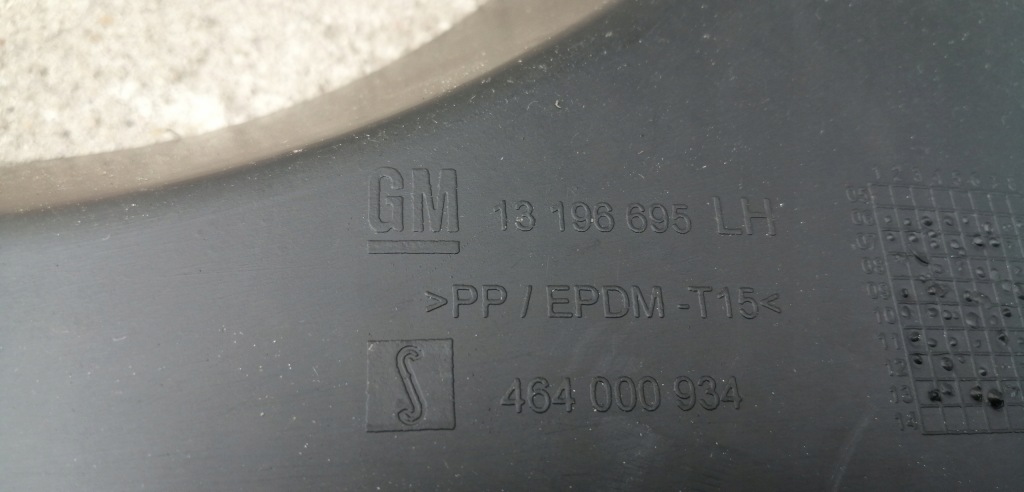 GM 13 196 695 LH
>PP / EPDM -T15<
S 464 000 934